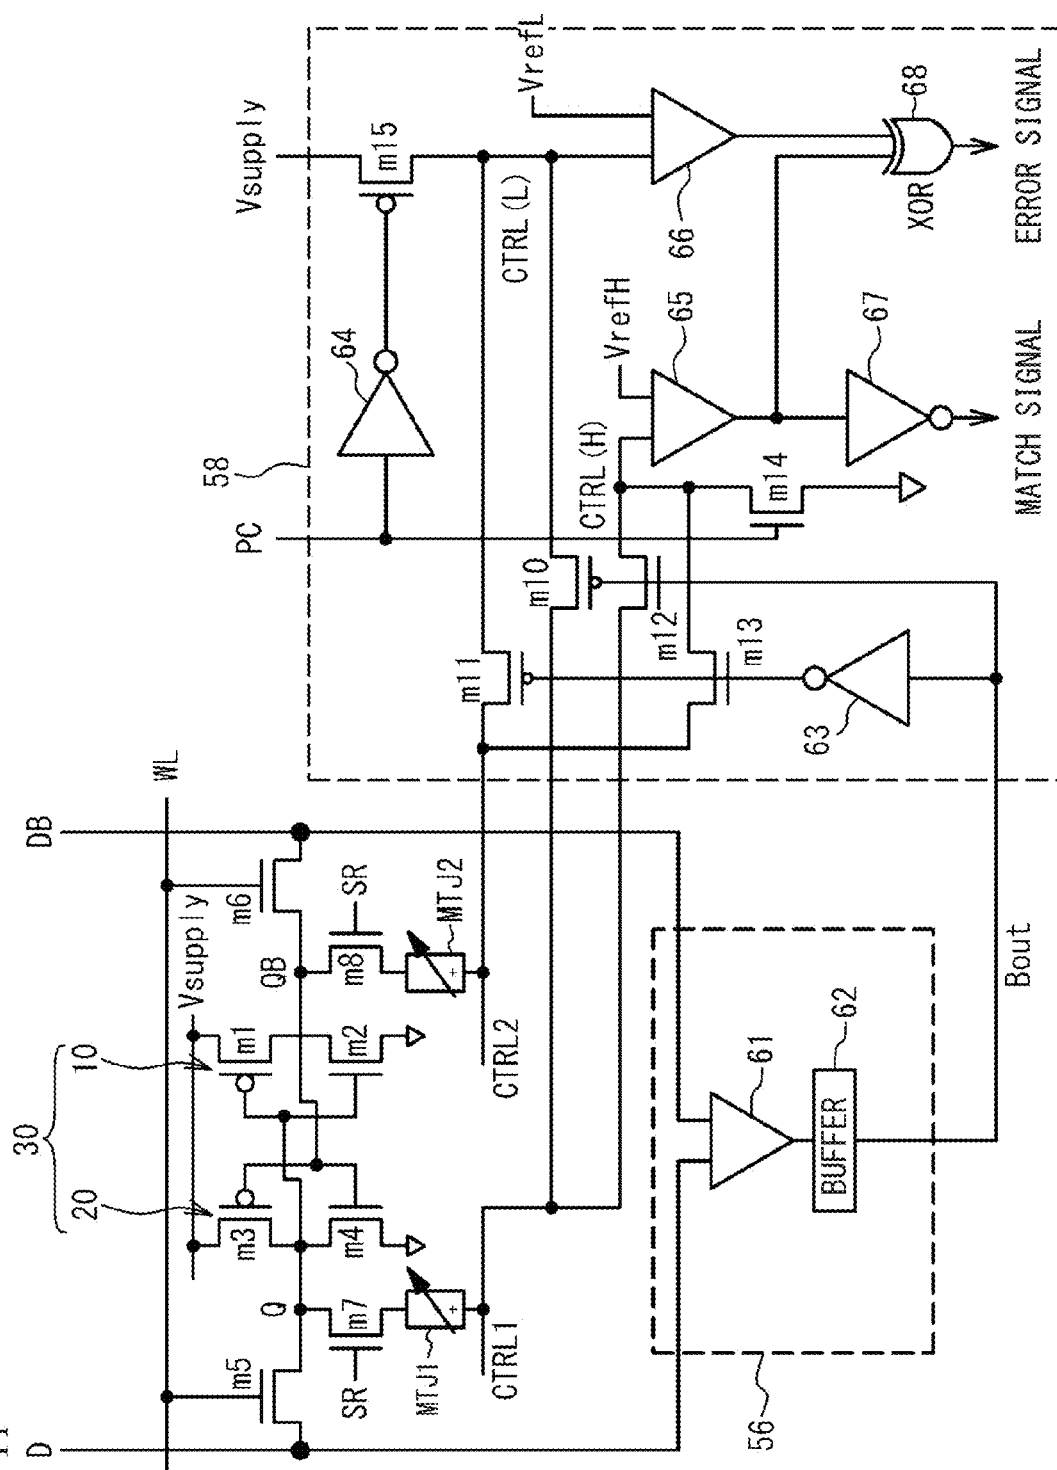 D
DB
WL
Vsupply
30
10
20
m1
m2
m3
m4
m5
m6
Q
QB
m7
m8
SR
SR
MTJ1
MTJ2
CTRL1
CTRL2
56
61
BUFFER
62
Bout
58
PC
Vsupply
64
m15
VrefL
CTRL(L)
m11
m10
m12
m13
m14
63
CTRL(H)
VrefH
65
66
67
68
XOR
MATCH SIGNAL
ERROR SIGNAL